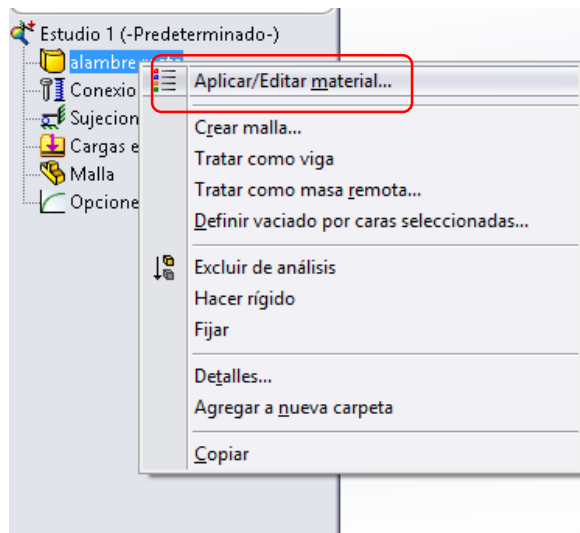 Estudio 1 (-Predeterminado-)
alambre
Conexio
Sujecion
Cargas e
Malla
Opcione
Aplicar/Editar material...
Crear malla...
Tratar como viga
Tratar como masa remota...
Definir vaciado por caras seleccionadas...
Excluir de análisis
Hacer rígido
Fijar
Detalles...
Agregar a nueva carpeta
Copiar